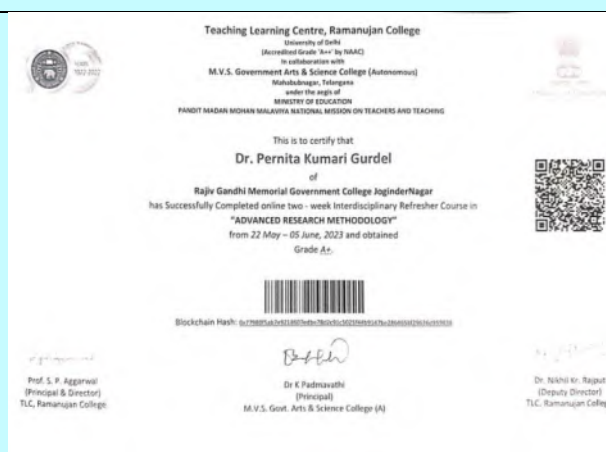 Teaching Learning Centre, Ramanujan College
University of Delhi
(Accredited Grade 'A++' by NAAC)
in collaboration with
M.V.S. Government Arts & Science College (Autonomous)
Mahabubnagar, Telangana
under the aegis of
MINISTRY OF EDUCATION
PANDIT MADAN MOHAN MALAVIYA NATIONAL MISSION ON TEACHERS AND TEACHING
This is to certify that
Dr. Pernita Kumari Gurdel
of
Rajiv Gandhi Memorial Government College JoginderNagar
has Successfully Completed online two - week Interdisciplinary Refresher Course in
"ADVANCED RESEARCH METHODOLOGY"
from 22 May – 05 June, 2023 and obtained
Grade A+.
Blockchain Hash:
Prof. S. P. Aggarwal
(Principal & Director)
TLC, Ramanujan College
Dr K Padmavathi
(Principal)
M.V.S. Govt. Arts & Science College (A)
Dr. Nikhil Kr. Rajput
(Deputy Director)
TLC. Ramanujan Colleg